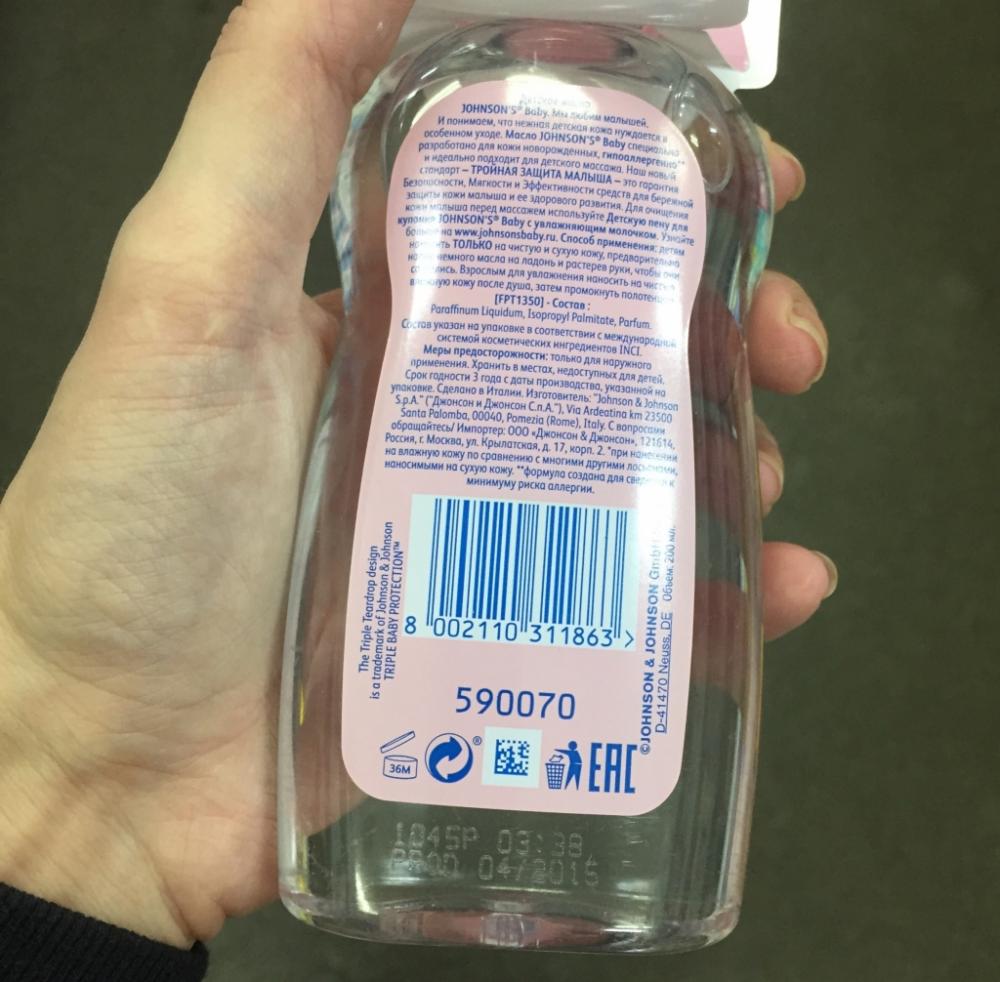 Детское масло
JOHNSON'S® Baby. Мы любим малышей.
И понимаем, что нежная детская кожа нуждается в
особенном уходе. Масло JOHNSON'S® Baby специально
разработано для кожи новорожденных, гипоаллергенно**
и идеально подходит для детского массажа. Наш новый
стандарт – ТРОЙНАЯ ЗАЩИТА МАЛЫША – это гарантия
Безопасности, Мягкости и Эффективности средств для бережной
защиты кожи малыша и ее здорового развития. Для очищения
кожи малыша перед массажем используйте Детскую пену для
купания JOHNSON'S® Baby с увлажняющим молочком. Узнайте
больше на www.johnsonsbaby.ru. Способ применения: детям
наносить ТОЛЬКО на чистую и сухую кожу, предварительно
немного масла на ладонь и растерев руки, чтобы они
согрелись. Взрослым для увлажнения наносить на чистую
влажную кожу после душа, затем промокнуть полотенцем
[FPT1350] - Состав :
Paraffinum Liquidum, Isopropyl Palmitate, Parfum.
Состав указан на упаковке в соответствии с международной
системой косметических ингредиентов INCI.
Меры предосторожности: только для наружного
применения. Хранить в местах, недоступных для детей.
Срок годности 3 года с даты производства, указанной на
упаковке. Сделано в Италии. Изготовитель: "Johnson & Johnson
S.p.A." ("Джонсон и Джонсон С.п.А."), Via Ardeatina km 23500
Santa Palomba, 00040, Pomezia (Rome), Italy. С вопросами
обращайтесь/ Импортер: ООО «Джонсон & Джонсон», 121614,
Россия, г. Москва, ул. Крылатская, д. 17, корп. 2. *при нанесении
на влажную кожу по сравнению с многими другими лосьонами,
наносимыми на сухую кожу. **формула создана для сведения к
минимуму риска аллергии.
The Triple Teardrop design
is a trademark of Johnson & Johnson
TRIPLE BABY PROTECTION™
8 002110 311863 >
©JOHNSON & JOHNSON GmbH
D-41470 Neuss, DE Объем: 200 мл.
590070
36M
®
EAC
1045P 03:38
PROD 04/2016